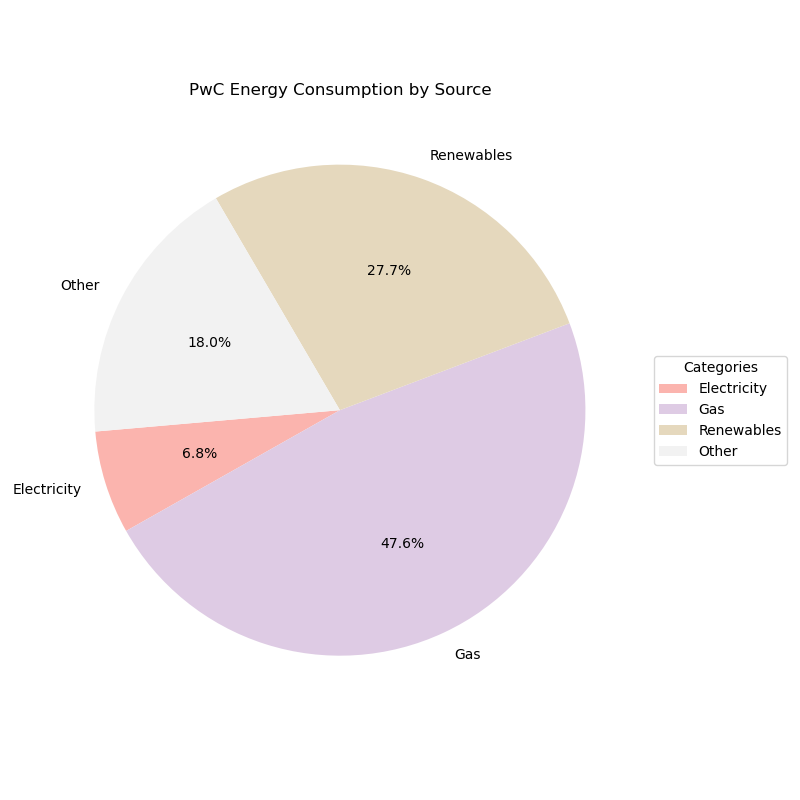 PwC Energy Consumption by Source
Renewables
27.7%
Other
18.0%
Categories
Electricity
Gas
Renewables
Other
6.8%
Electricity
47.6%
Gas